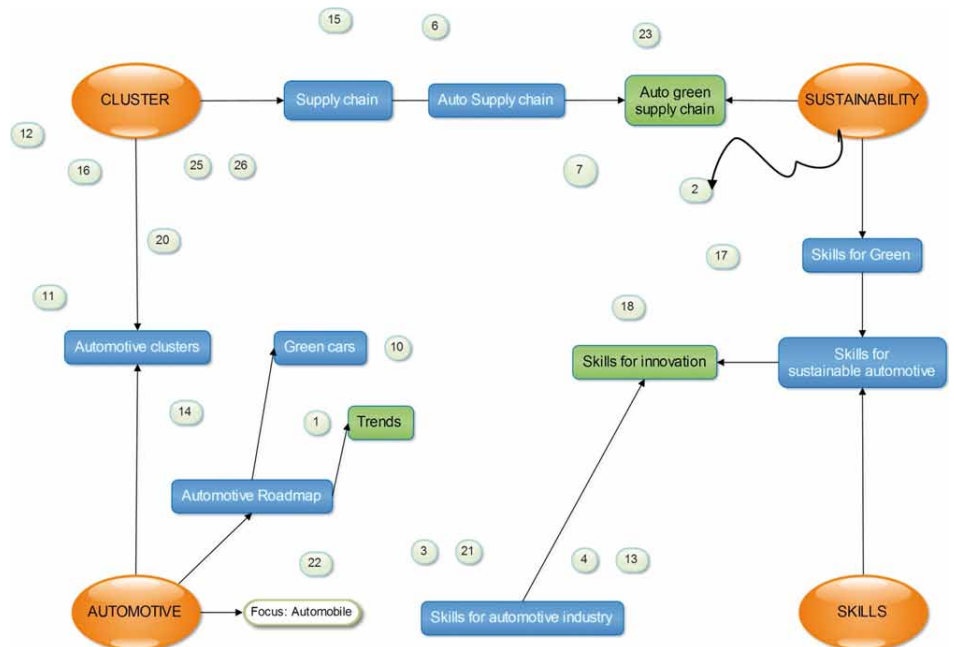 15
6
23
CLUSTER
Supply chain
Auto Supply chain
Auto green
supply chain
SUSTAINABILITY
12
16
25
26
7
2
20
17
Skills for Green
11
18
Automotive clusters
Green cars
10
Skills for innovation
Skills for
sustainable automotive
14
1
Trends
Automotive Roadmap
3
21
4
13
22
AUTOMOTIVE
Focus: Automobile
Skills for automotive industry
SKILLS